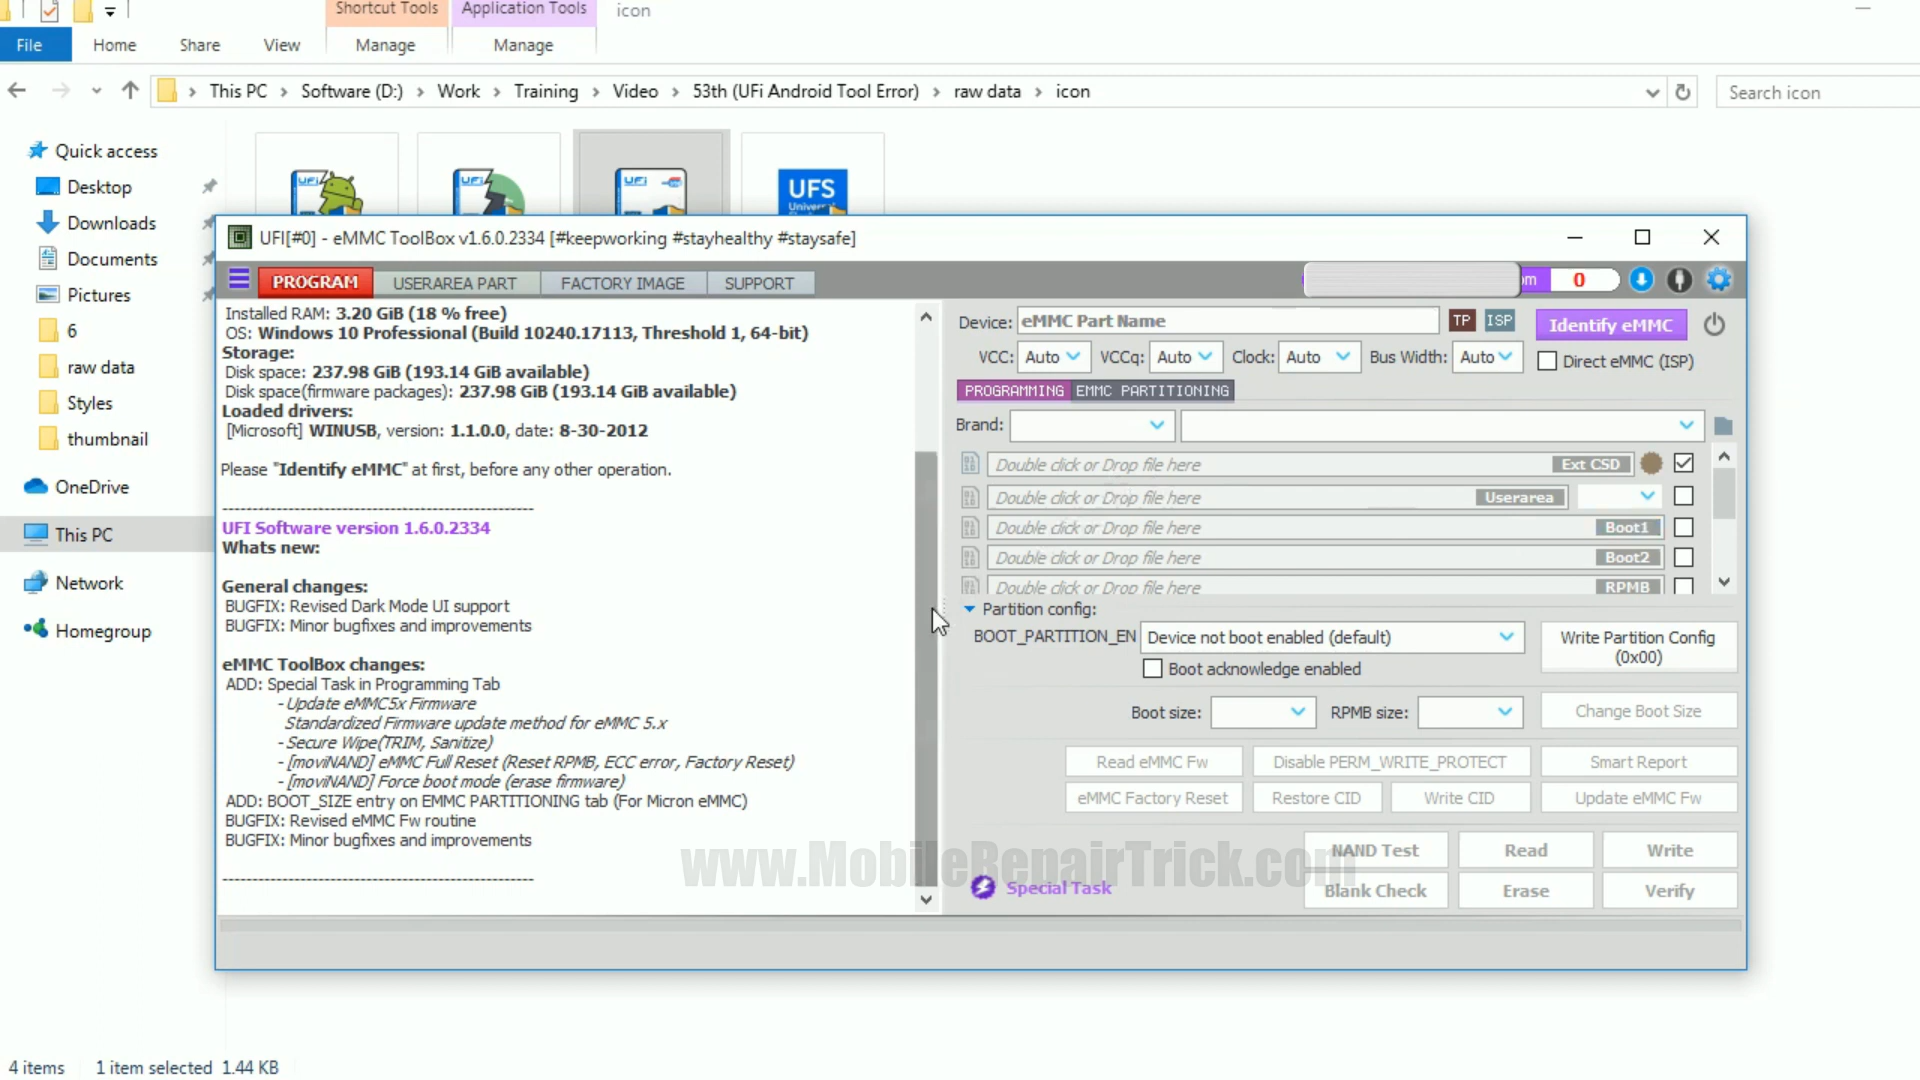 Shortcut Tools
Application Tools
icon
File
Home
Share
View
Manage
Manage
This PC > Software (D:) > Work > Training > Video > 53th (UFi Android Tool Error) > raw data > icon
Search icon
Quick access
Desktop
Downloads
Documents
Pictures
6
raw data
Styles
thumbnail
OneDrive
This PC
Network
Homegroup
UFi
UFi
UFi
UFS
UFI[#0] - eMMC ToolBox v1.6.0.2334 [#keepworking #stayhealthy #staysafe]
PROGRAM
USERAREA PART
FACTORY IMAGE
SUPPORT
om
0
Installed RAM: 3.20 GiB (18 % free)
OS: Windows 10 Professional (Build 10240.17113, Threshold 1, 64-bit)
Storage:
Disk space: 237.98 GiB (193.14 GiB available)
Disk space(firmware packages): 237.98 GiB (193.14 GiB available)
Loaded drivers:
[Microsoft] WINUSB, version: 1.1.0.0, date: 8-30-2012
Please "Identify eMMC" at first, before any other operation.
----------------------------------------------------
UFI Software version 1.6.0.2334
Whats new:
General changes:
BUGFIX: Revised Dark Mode UI support
BUGFIX: Minor bugfixes and improvements
eMMC ToolBox changes:
ADD: Special Task in Programming Tab
- Update eMMC5x Firmware
Standardized Firmware update method for eMMC 5.x
- Secure Wipe(TRIM, Sanitize)
- [moviNAND] eMMC Full Reset (Reset RPMB, ECC error, Factory Reset)
- [moviNAND] Force boot mode (erase firmware)
ADD: BOOT_SIZE entry on EMMC PARTITIONING tab (For Micron eMMC)
BUGFIX: Revised eMMC Fw routine
BUGFIX: Minor bugfixes and improvements
----------------------------------------------------
Device: eMMC Part Name TP ISP Identify eMMC
VCC: Auto VCCq: Auto Clock: Auto Bus Width: Auto Direct eMMC (ISP)
PROGRAMMING EMMC PARTITIONING
Brand:
Double click or Drop file here Ext CSD
Double click or Drop file here Userarea
Double click or Drop file here Boot1
Double click or Drop file here Boot2
Double click or Drop file here RPMB
Partition config:
BOOT_PARTITION_EN Device not boot enabled (default)
Write Partition Config
(0x00)
Boot acknowledge enabled
Boot size: RPMB size: Change Boot Size
Read eMMC Fw Disable PERM_WRITE_PROTECT Smart Report
eMMC Factory Reset Restore CID Write CID Update eMMC Fw
NAND Test Read Write
Special Task
Blank Check Erase Verify
www.MobileRepairTrick.com
4 items 1 item selected 1.44 KB